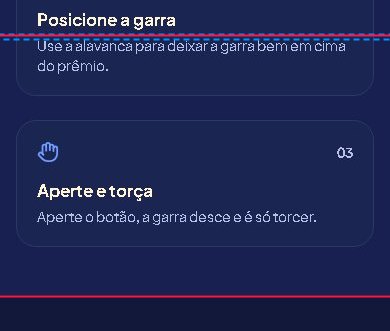 Posicione a garra
Use a alavanca para deixar a garra bem em cima
do prêmio.
03
Aperte e torça
Aperte o botão, a garra desce e é só torcer.